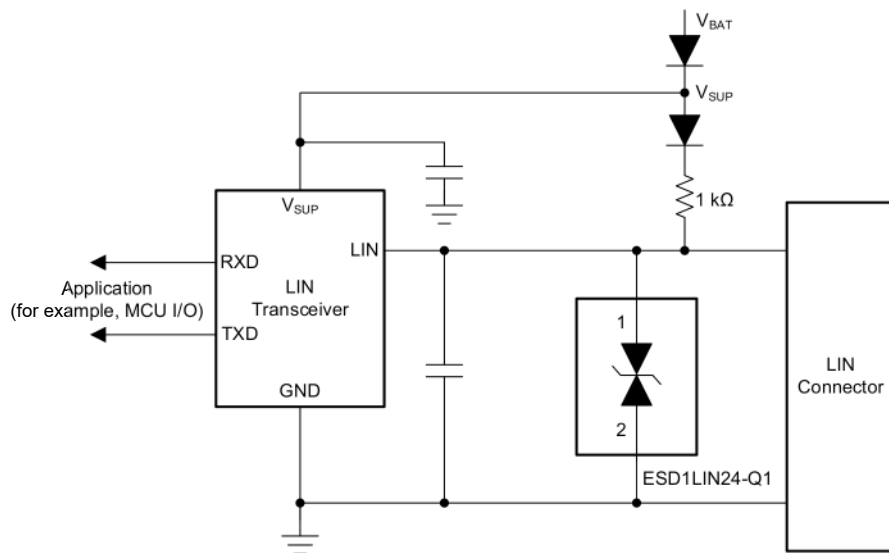 VBAT
VSUP
1 kΩ
VSUP
LIN
RXD
LIN
Transceiver
Application
(for example, MCU I/O)
TXD
GND
1
2
ESD1LIN24-Q1
LIN
Connector